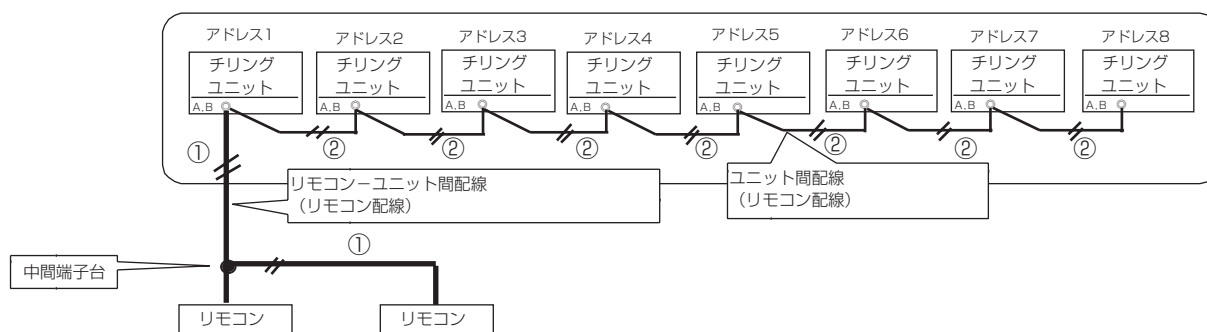 アドレス1 アドレス2 アドレス3 アドレス4 アドレス5 アドレス6 アドレス7 アドレス8
チリング チリング チリング チリング チリング チリング チリング チリング
ユニット ユニット ユニット ユニット ユニット ユニット ユニット ユニット
A,B A,B A,B A,B A,B A,B A,B A,B
① ② ② ② ② ② ② ②
リモコン−ユニット間配線
（リモコン配線）
ユニット間配線
（リモコン配線）
①
中間端子台
リモコン リモコン